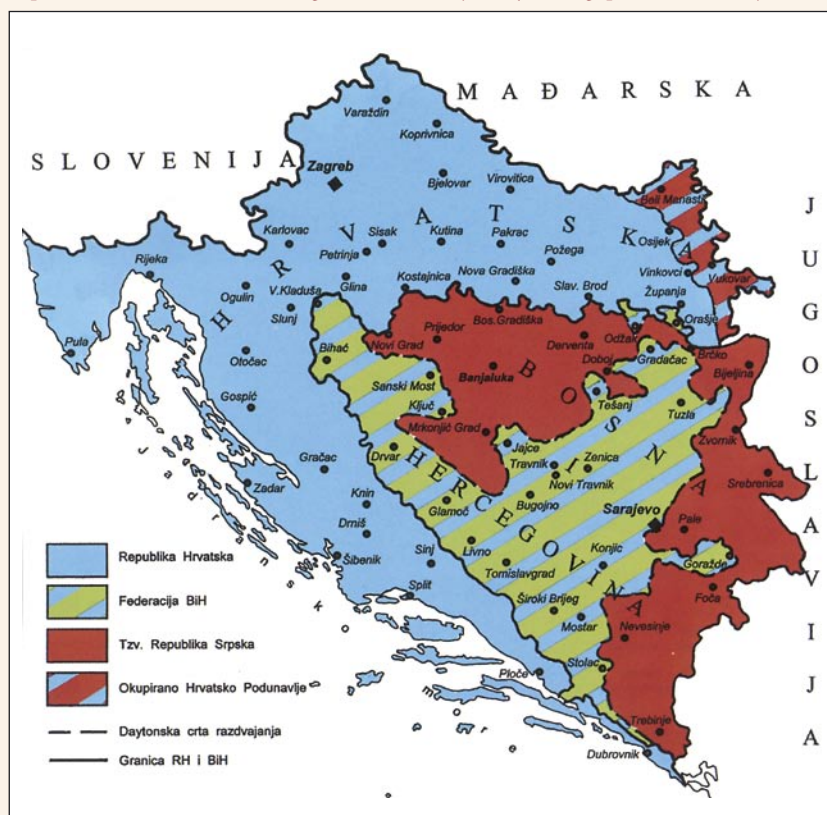 MAĐARSKA
SLOVENIJA
JUGOSLAVIJA
HRVATSKA
BOSNA
I
HERCEGOVINA
Jadransko
more
Varaždin
Koprivnica
Zagreb
Bjelovar
Virovitica
Beli Manastir
Karlovac
Sisak
Kutina
Pakrac
Osijek
Rijeka
Petrinja
Požega
Vinkovci
Vukovar
Ogulin
V.Kladuša
Glina
Kostajnica
Nova Gradiška
Slav. Brod
Županja
Slunj
Bos.Gradiška
Orašje
Pula
Otočac
Bihać
Novi Grad
Prijedor
Derventa
Odžak
Gradačac
Brčko
Doboj
Bijeljina
Gospić
Sanski Most
Banjaluka
Ključ
Tešanj
Tuzla
Mrkonjić Grad
Zvornik
Gračac
Drvar
Jajce
Travnik
Zenica
Novi Travnik
Srebrenica
Zadar
Knin
Glamoč
Bugojno
Sarajevo
Pale
Drniš
Šibenik
Sinj
Livno
Tomislavgrad
Konjic
Goražde
Foča
Split
Široki Brijeg
Mostar
Nevesinje
Ploče
Stolac
Trebinje
Dubrovnik
Republika Hrvatska
Federacija BiH
Tzv. Republika Srpska
Okupirano Hrvatsko Podunavlje
Daytonska crta razdvajanja
Granica RH i BiH